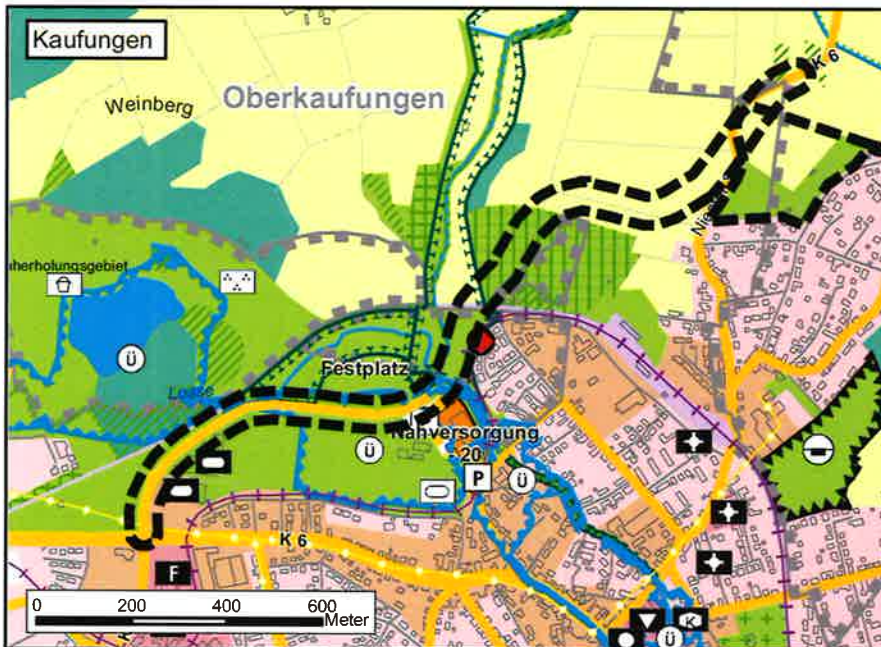 Kaufungen
Weinberg
Oberkaufungen
K 6
herholungsgebiet
Ü
Losse
Festplatz
Nahversorgung
20
Ü
P
Ü
K 6
F
0 200 400 600
Meter
K
Ü